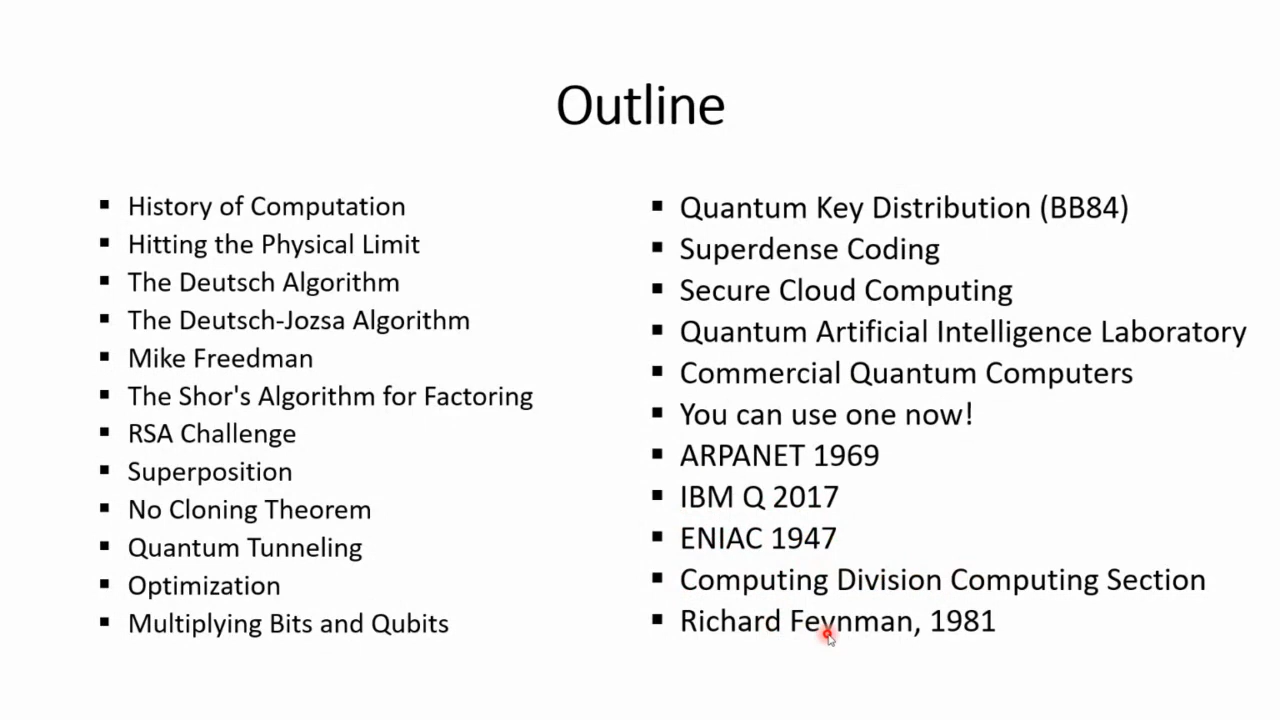 Outline
▪ History of Computation
▪ Hitting the Physical Limit
▪ The Deutsch Algorithm
▪ The Deutsch-Jozsa Algorithm
▪ Mike Freedman
▪ The Shor's Algorithm for Factoring
▪ RSA Challenge
▪ Superposition
▪ No Cloning Theorem
▪ Quantum Tunneling
▪ Optimization
▪ Multiplying Bits and Qubits
▪ Quantum Key Distribution (BB84)
▪ Superdense Coding
▪ Secure Cloud Computing
▪ Quantum Artificial Intelligence Laboratory
▪ Commercial Quantum Computers
▪ You can use one now!
▪ ARPANET 1969
▪ IBM Q 2017
▪ ENIAC 1947
▪ Computing Division Computing Section
▪ Richard Feynman, 1981